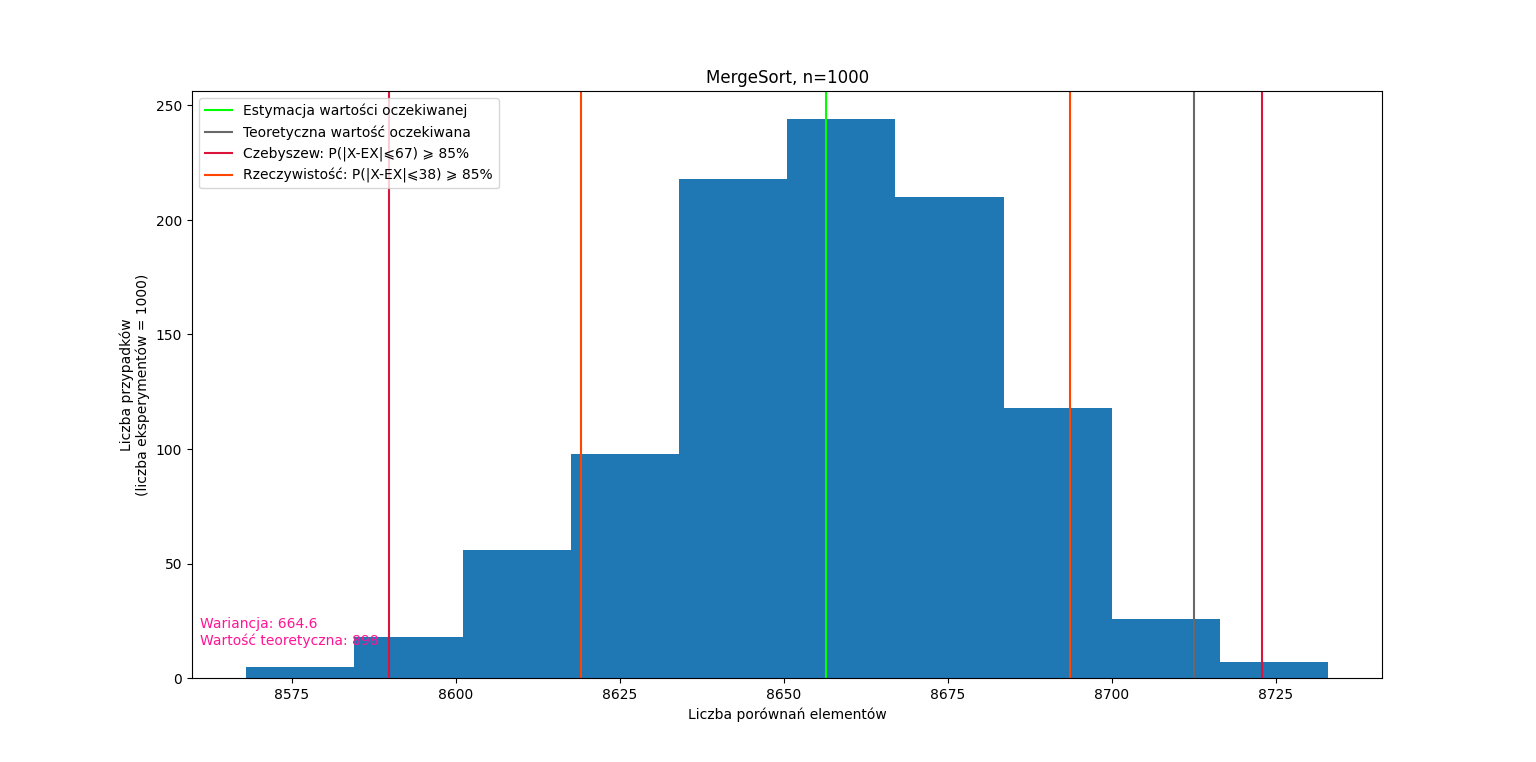 MergeSort, n=1000
Estymacja wartości oczekiwanej
Teoretyczna wartość oczekiwana
Czebyszew: P(|X-EX|⩽67) ⩾ 85%
Rzeczywistość: P(|X-EX|⩽38) ⩾ 85%
250
200
150
100
50
0
Liczba przypadków
(liczba eksperymentów = 1000)
Wariancja: 664.6
Wartość teoretyczna:
8575
8600
8625
8650
8675
8700
8725
Liczba porównań elementów